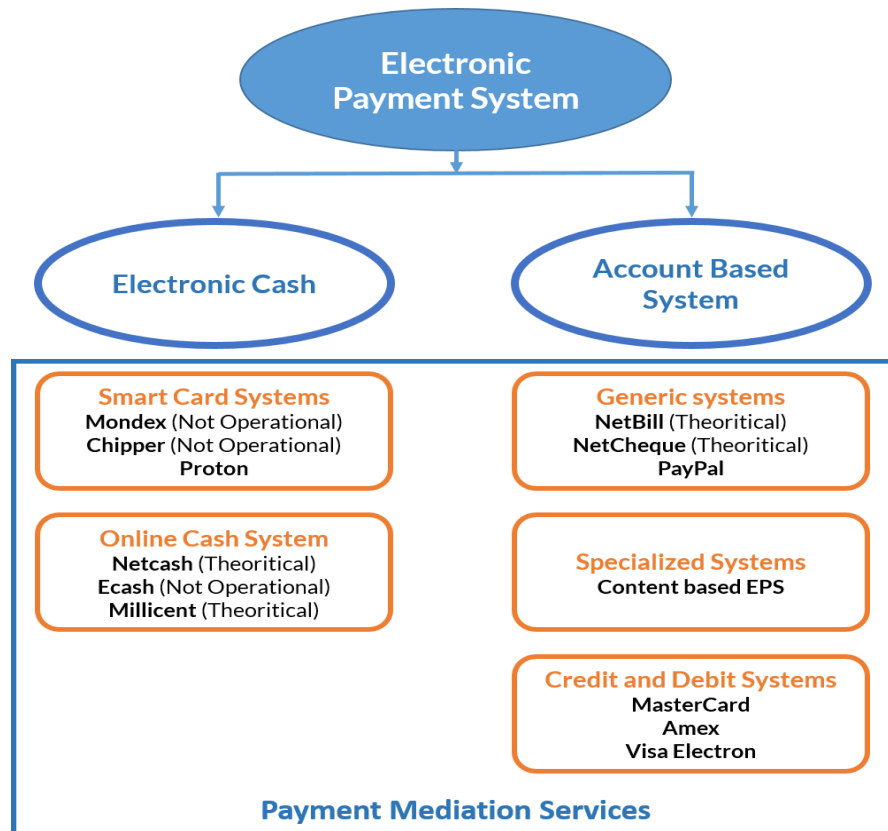 Electronic
Payment System
Electronic Cash
Account Based
System
Smart Card Systems
Mondex (Not Operational)
Chipper (Not Operational)
Proton
Generic systems
NetBill (Theoritical)
NetCheque (Theoritical)
PayPal
Online Cash System
Netcash (Theoritical)
Ecash (Not Operational)
Millicent (Theoritical)
Specialized Systems
Content based EPS
Credit and Debit Systems
MasterCard
Amex
Visa Electron
Payment Mediation Services